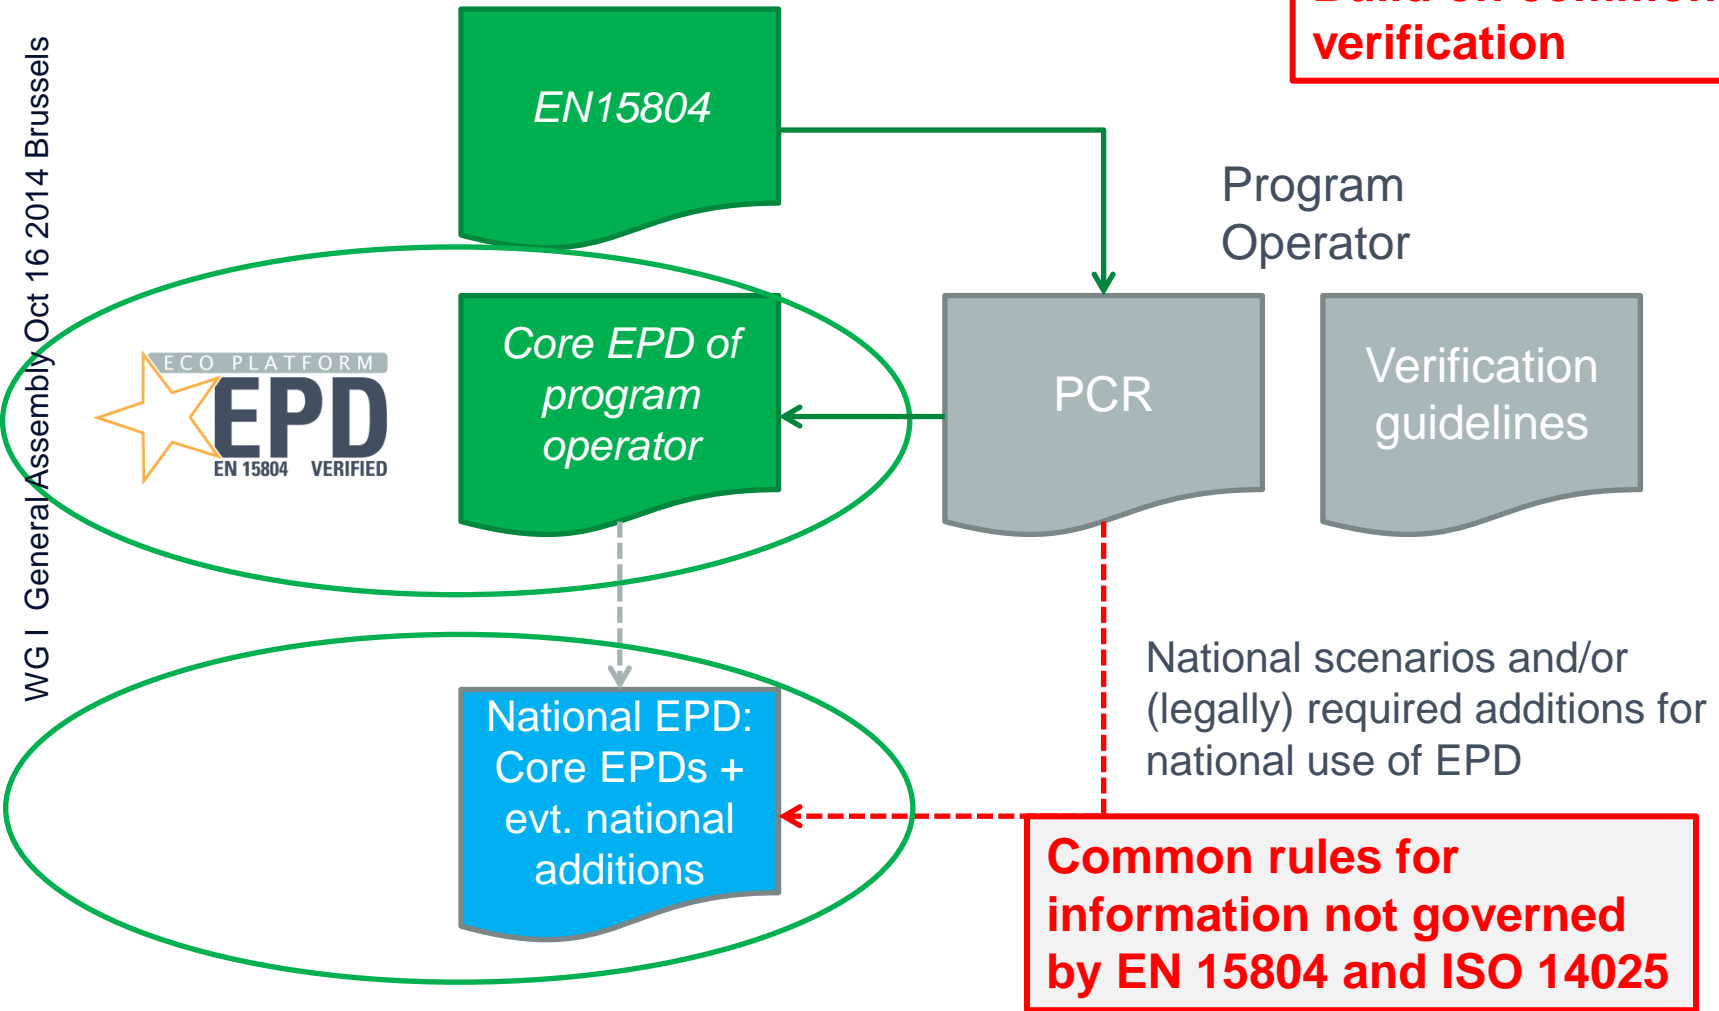 verification
EN15804
WG I  General Assembly Oct 16 2014 Brussels
Program
Operator
ECO PLATFORM
EPD
EN 15804 VERIFIED
Core EPD of
program
operator
PCR
Verification
guidelines
National scenarios and/or
(legally) required additions for
national use of EPD
National EPD:
Core EPDs +
evt. national
additions
Common rules for
information not governed
by EN 15804 and ISO 14025